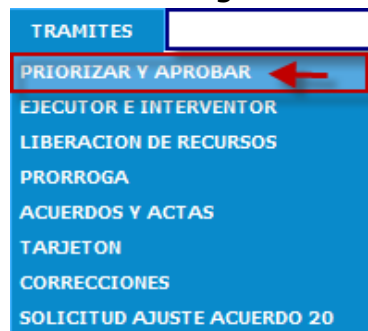 TRAMITES
PRIORIZAR Y APROBAR
EJECUTOR E INTERVENTOR
LIBERACION DE RECURSOS
PRORROGA
ACUERDOS Y ACTAS
TARJETON
CORRECCIONES
SOLICITUD AJUSTE ACUERDO 20